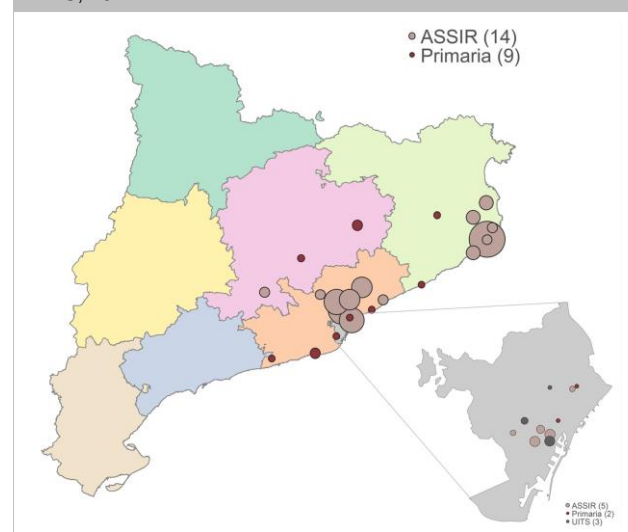 ASSIR (14)
Primaria (9)
ASSIR (5)
Primaria (2)
UITS (3)